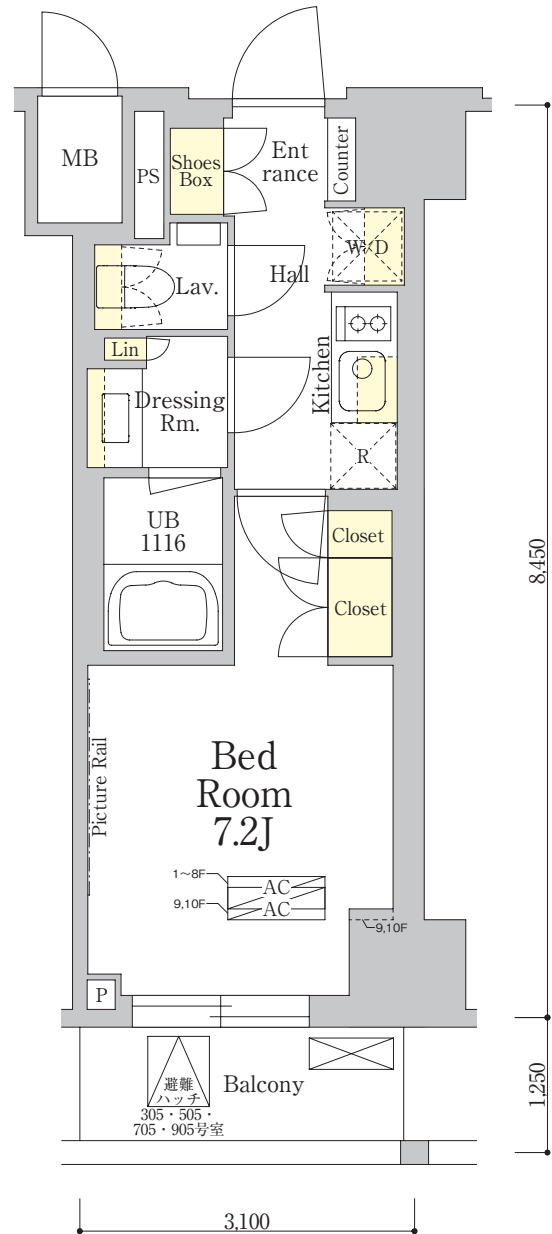 MB
PS
Shoes
Box
Ent
rance
Counter
W/D
Lav.
Hall
Lin
Dressing
Rm.
Kitchen
R
UB
1116
Closet
Closet
8,450
Picture Rail
Bed
Room
7.2J
1~8F
AC
9,10F
AC
9,10F
P
避難
ハッチ
Balcony
305・505・
705・905号室
1,250
3,100